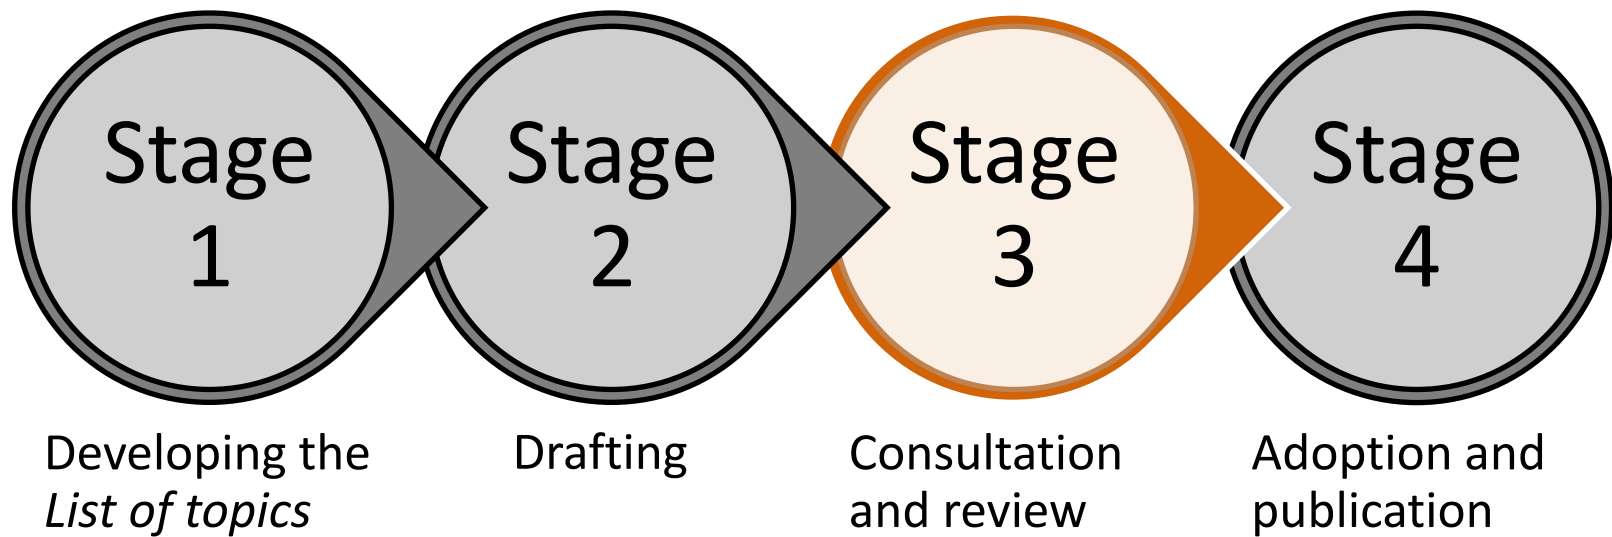 Stage
1
Stage
2
Stage
3
Stage
4
Developing the
List of topics
Drafting
Consultation
and review
Adoption and
publication